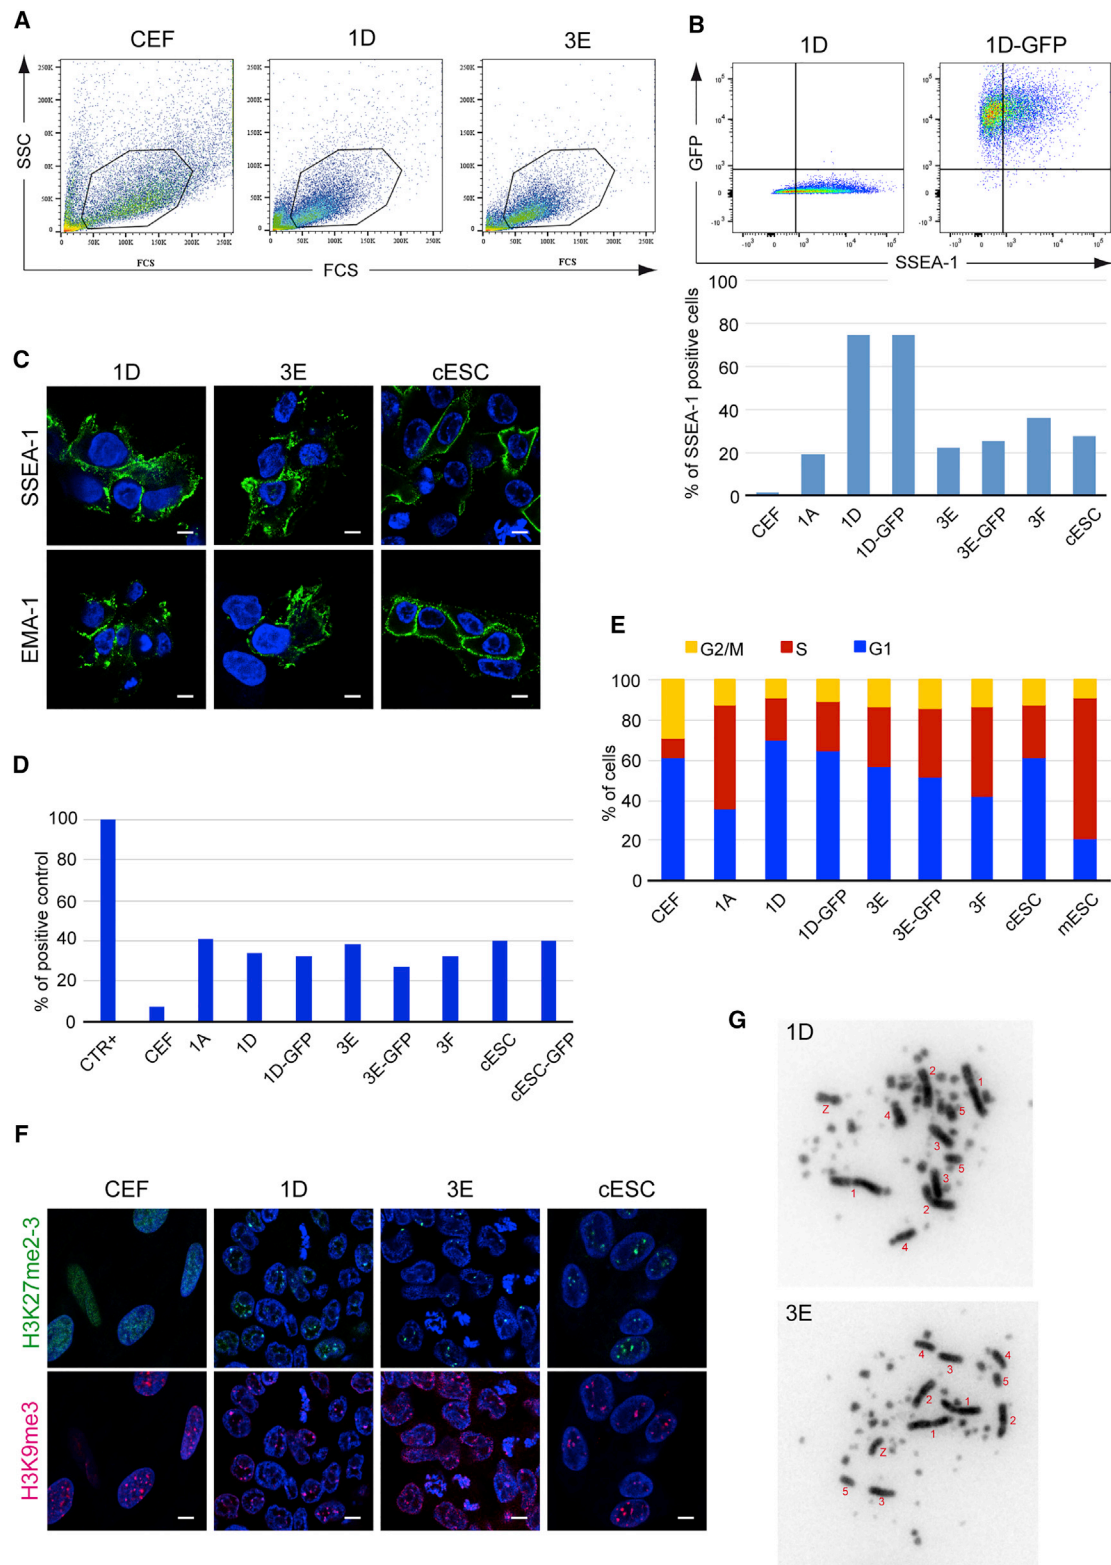 A
CEF
1D
3E
SSC
250K
200K
150K
0K
100K
50K
0
0 50K 100K 150K 200K 250K
FCS
FCS
FCS
B
1D
1D-GFP
GFP
SSEA-1
% of SSEA-1 positive cells
100
80
60
40
20
0
CEF
1A
1D
1D-GFP
3E
3E-GFP
3F
cESC
C
1D
3E
cESC
SSEA-1
EMA-1
D
% of positive control
100
80
60
40
20
0
CTR+
CEF
1A
1D
1D-GFP
3E
3E-GFP
3F
cESC
cESC-GFP
E
G2/M
S
G1
% of cells
100
80
60
40
20
0
CEF
1A
1D
1D-GFP
3E
3E-GFP
3F
cESC
mESC
F
CEF
1D
3E
cESC
H3K27me2-3
H3K9me3
G
1D
2
1
Z
4
5
3
5
3
1
2
4
3E
4
3
4
5
2
1
2
1
Z
5
3